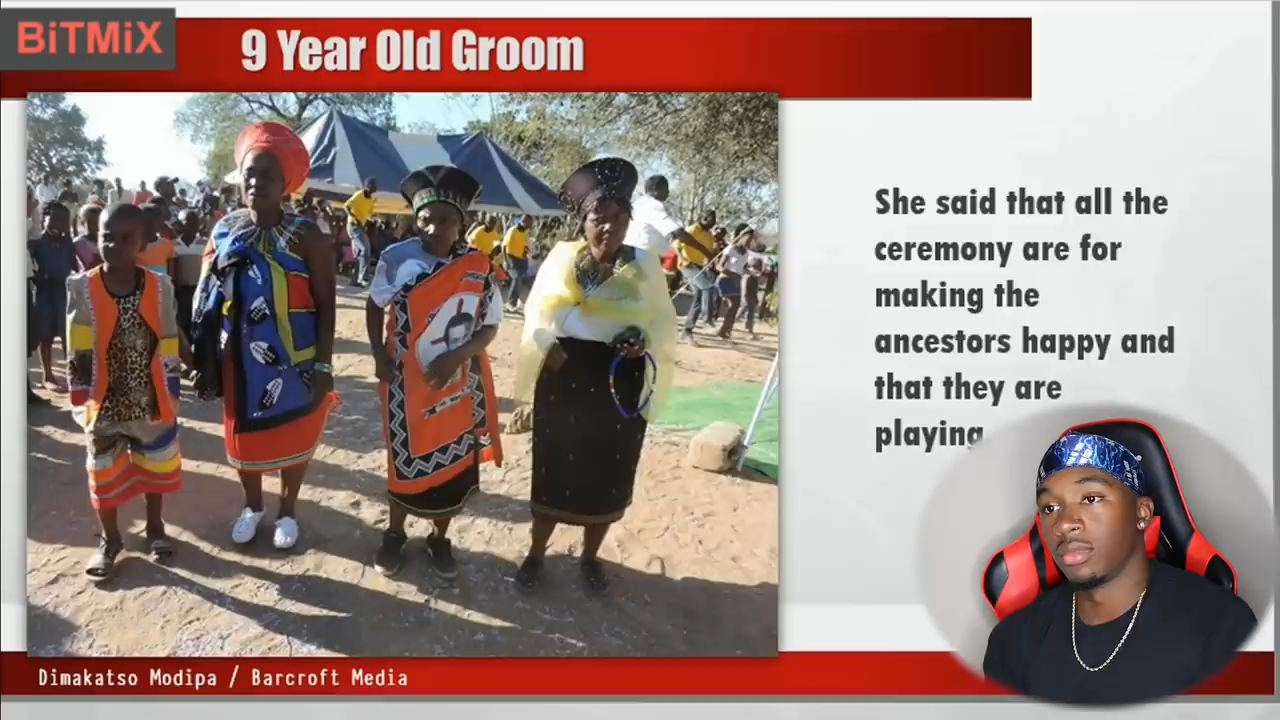 BiTMiX
9 Year Old Groom
She said that all the
ceremony are for
making the
ancestors happy and
that they are
playing
Dimakatso Modipa / Barcroft Media